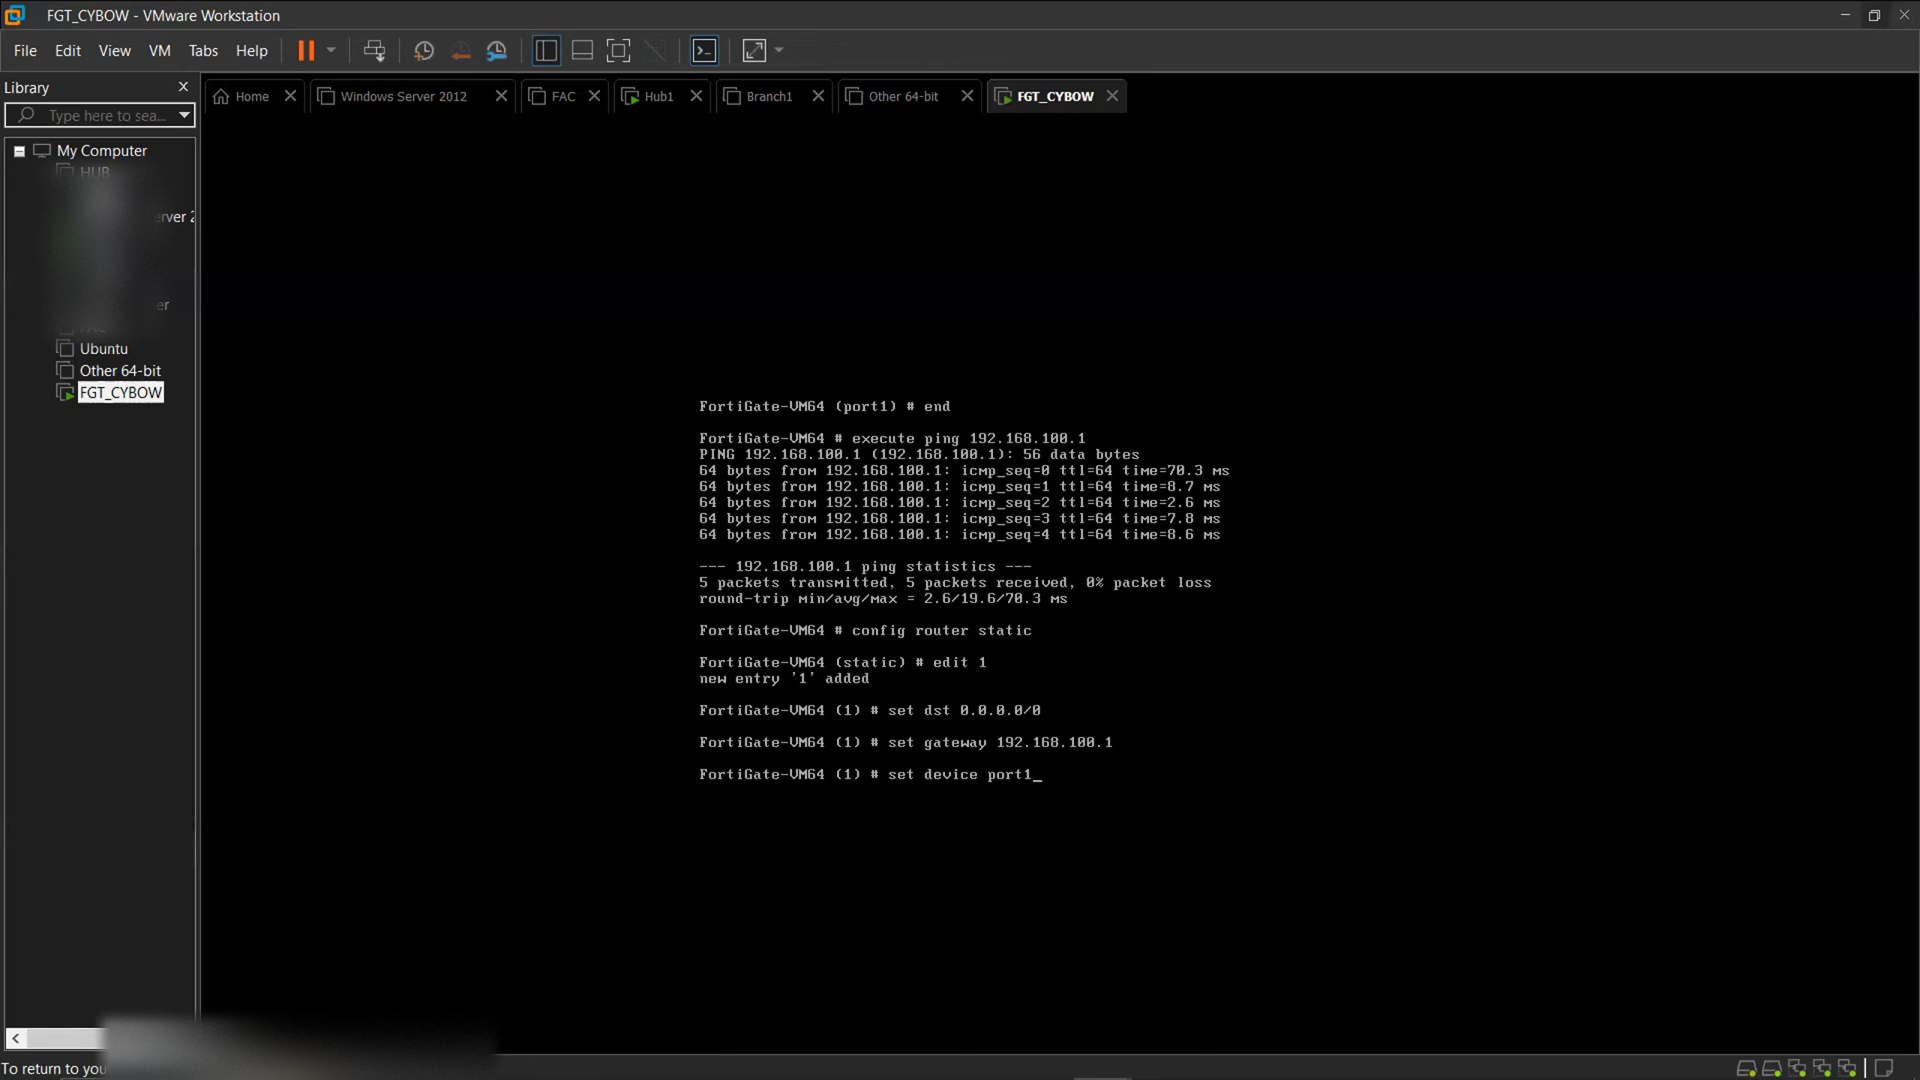 FGT_CYBOW - VMware Workstation
File Edit View VM Tabs Help
Library
Type here to sea...
Home
Windows Server 2012
FAC
Hub1
Branch1
Other 64-bit
FGT_CYBOW
My Computer
HUB
erver 2
er
FAC
Ubuntu
Other 64-bit
FGT_CYBOW
FortiGate-VM64 (port1) # end
FortiGate-VM64 # execute ping 192.168.100.1
PING 192.168.100.1 (192.168.100.1): 56 data bytes
64 bytes from 192.168.100.1: icmp_seq=0 ttl=64 time=70.3 ms
64 bytes from 192.168.100.1: icmp_seq=1 ttl=64 time=8.7 ms
64 bytes from 192.168.100.1: icmp_seq=2 ttl=64 time=2.6 ms
64 bytes from 192.168.100.1: icmp_seq=3 ttl=64 time=7.8 ms
64 bytes from 192.168.100.1: icmp_seq=4 ttl=64 time=8.6 ms
--- 192.168.100.1 ping statistics ---
5 packets transmitted, 5 packets received, 0% packet loss
round-trip min/avg/max = 2.6/19.6/70.3 ms
FortiGate-VM64 # config router static
FortiGate-VM64 (static) # edit 1
new entry '1' added
FortiGate-VM64 (1) # set dst 0.0.0.0/0
FortiGate-VM64 (1) # set gateway 192.168.100.1
FortiGate-VM64 (1) # set device port1_
To return to you